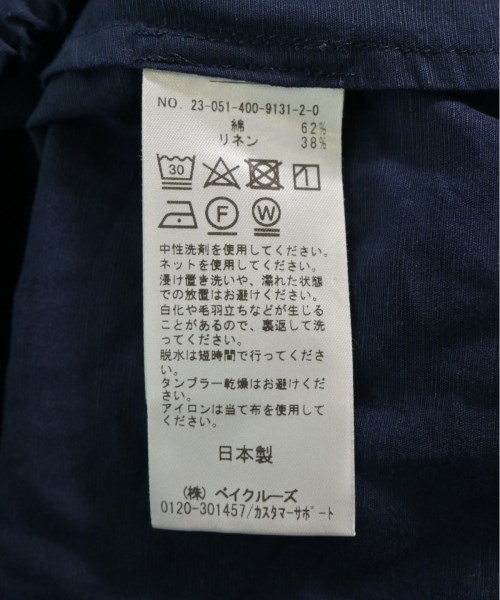 NO. 23-051-400-9131-2-0
綿 62%
リネン 38%
30
1
F
W
中性洗剤を使用してください。
ネットを使用してください。
浸け置き洗いや、濡れた状態
での放置はお避けください。
白化や毛羽立ちなどが生じる
ことがあるので、裏返して洗
ってください。
脱水は短時間で行ってくださ
い。
タンブラー乾燥はお避けくだ
さい。
アイロンは当て布を使用して
ください。
日本製
(株) ベイクルーズ
0120-301457/カスタマーサポート